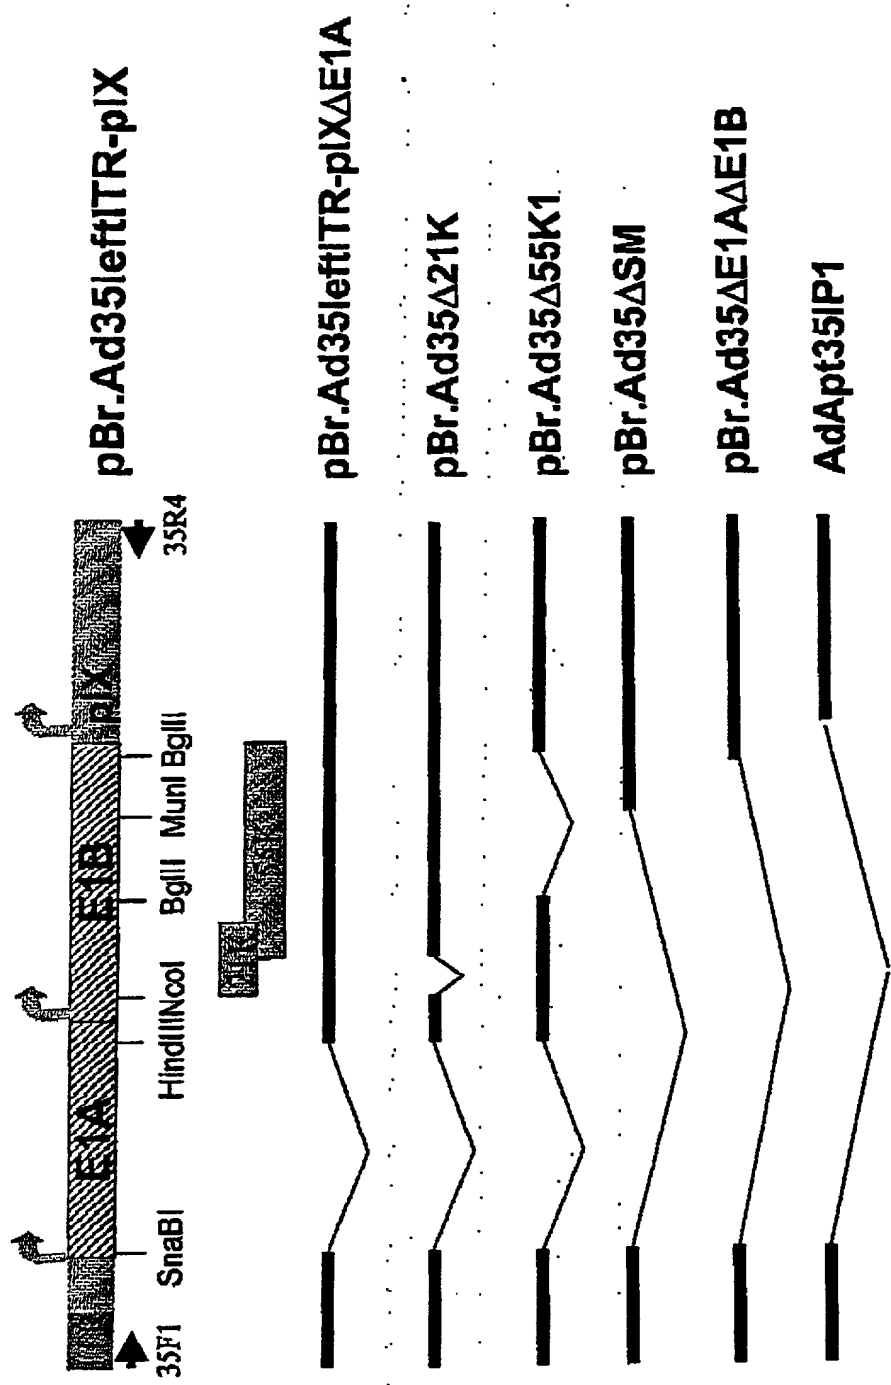 pBr.Ad35leftITR-pIX
E1A
E1B
pIX
35F1
SnaBI
HindIII
NcoI
BglII
MunI
BglII
35R4
pBr.Ad35leftITR-pIXΔE1A
pBr.Ad35Δ21K
pBr.Ad35Δ55K1
pBr.Ad35ΔSM
pBr.Ad35ΔE1AΔE1B
AdApt35IP1